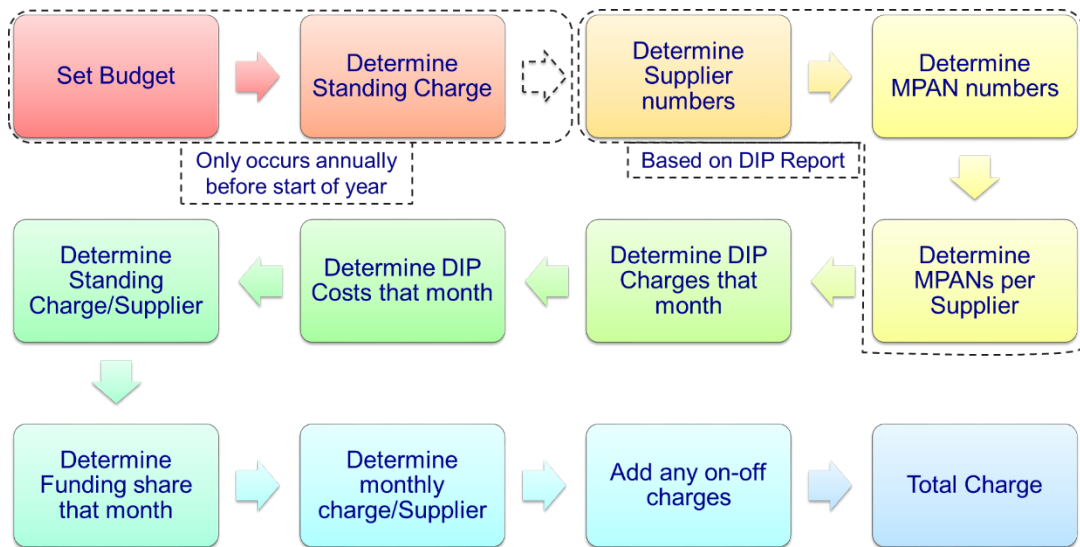 Set Budget
Determine
Standing Charge
Determine
Supplier
numbers
Determine
MPAN numbers
Only occurs annually
before start of year
Based on DIP Report
Determine
Standing
Charge/Supplier
Determine DIP
Costs that month
Determine DIP
Charges that
month
Determine
MPANs per
Supplier
Determine
Funding share
that month
Determine
monthly
charge/Supplier
Add any on-off
charges
Total Charge